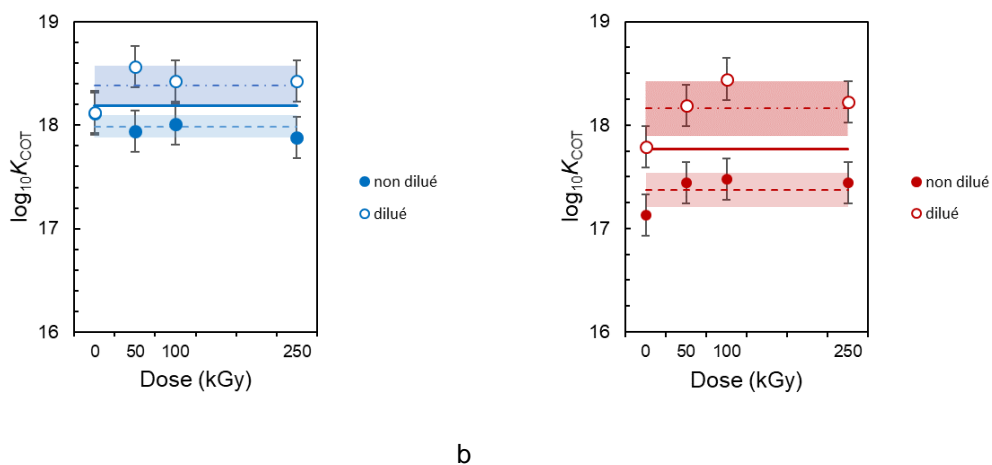 19
18
17
16
log10KCOT
0 50 100 250
Dose (kGy)
non dilué
dilué
19
18
17
16
log10KCOT
0 50 100 250
Dose (kGy)
non dilué
dilué
b